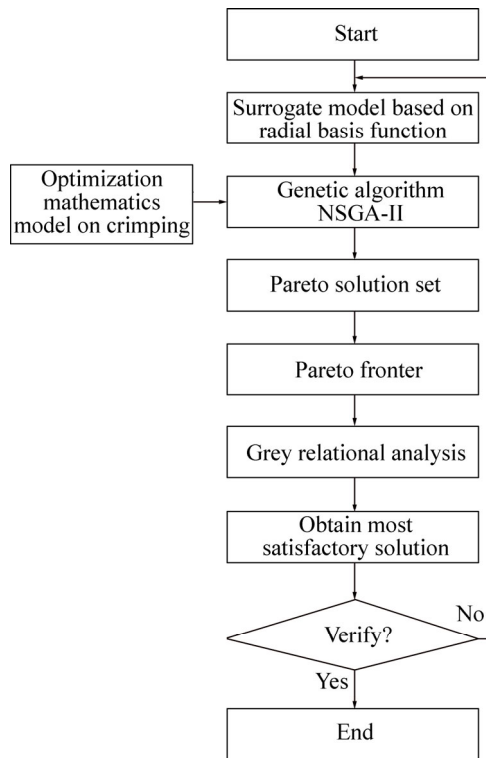 Start
Surrogate model based on
radial basis function
Optimization
mathematics
model on crimping
Genetic algorithm
NSGA-II
Pareto solution set
Pareto fronter
Grey relational analysis
Obtain most
satisfactory solution
Verify?
No
Yes
End